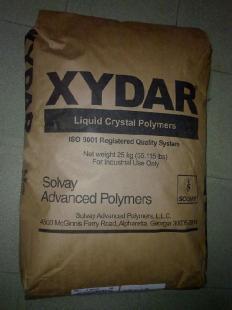 XYDAR
Liquid Crystal Polymers
ISO 9001 Registered Quality System
Net weight 25 kg (55.115 lbs)
For Industrial Use Only
Solvay
Advanced Polymers
SOLVAY
Solvay Advanced Polymers, L.L.C.
4500 McGinnis Ferry Road, Alpharetta, Georgia